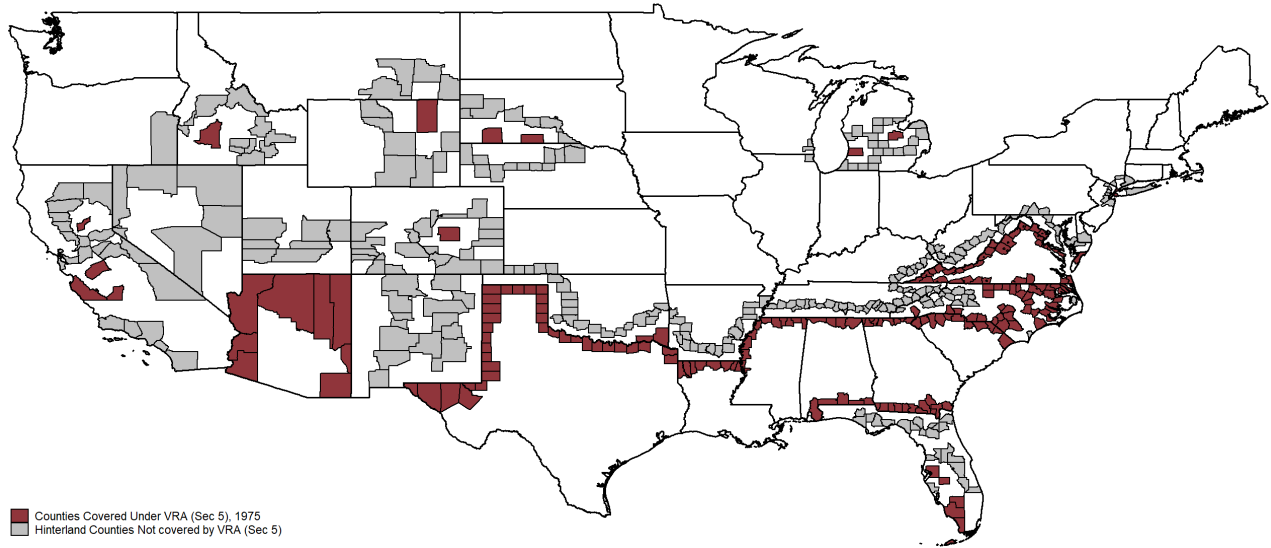 Counties Covered Under VRA (Sec 5), 1975
Hinterland Counties Not covered by VRA (Sec 5)